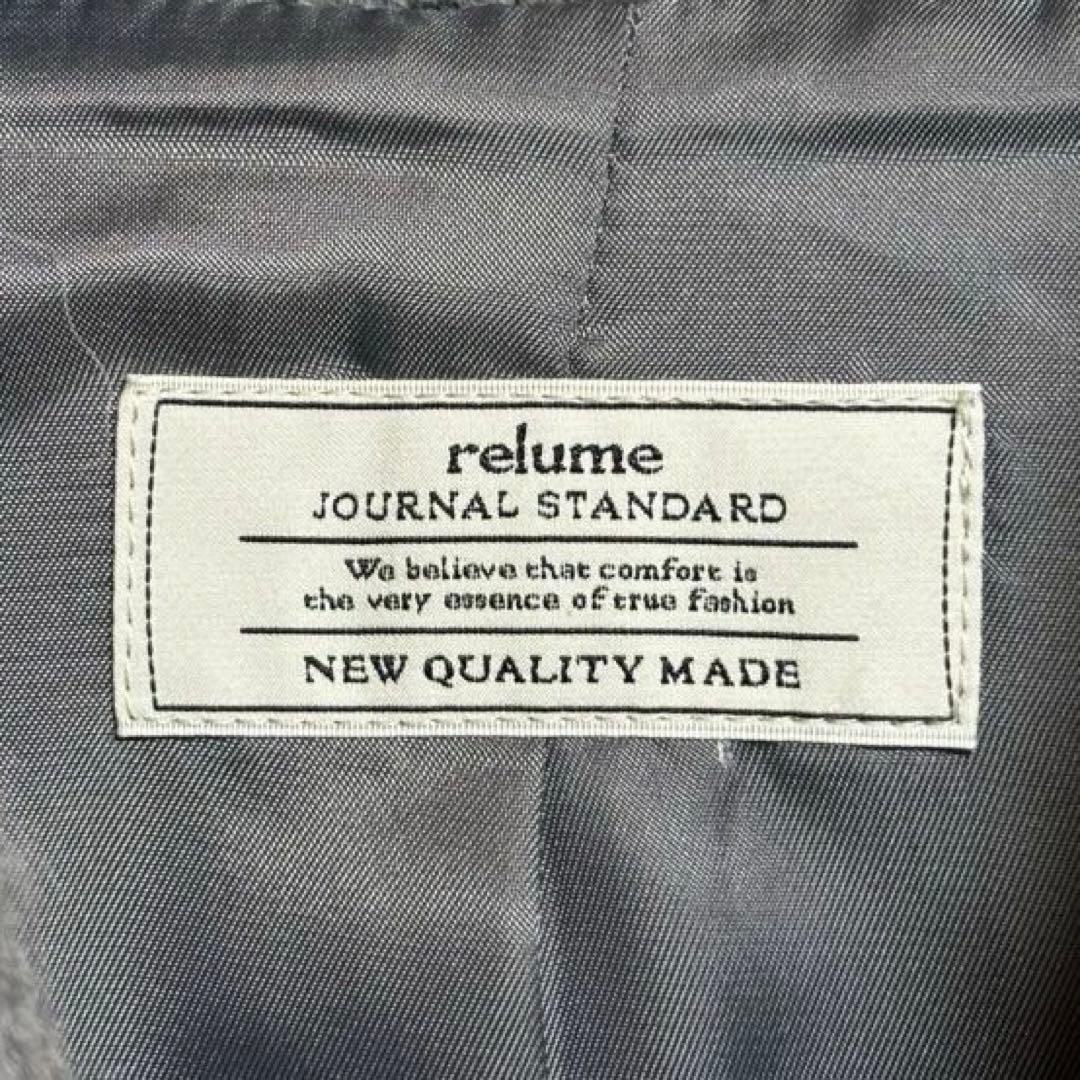 relume
JOURNAL STANDARD
We believe that comfort is
the very essence of true fashion
NEW QUALITY MADE